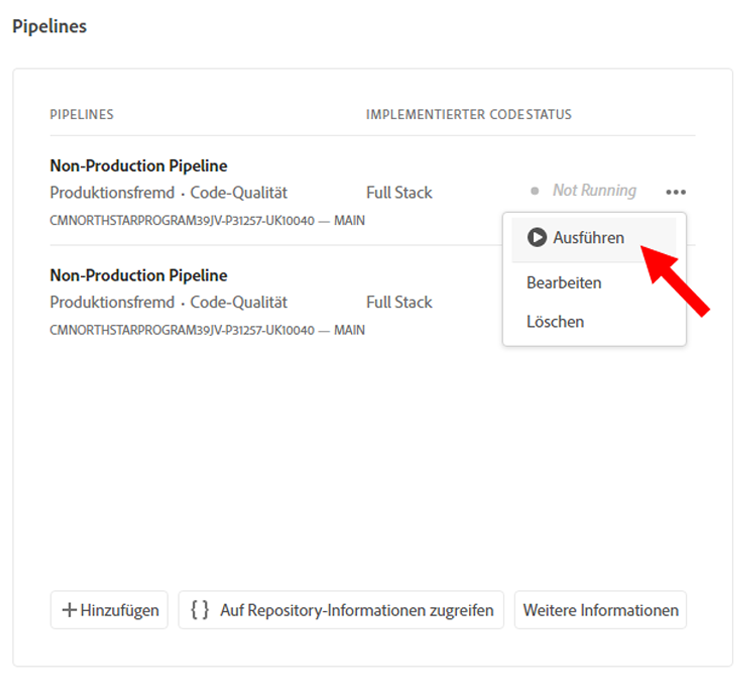 Pipelines
PIPELINES IMPLEMENTIERTER CODESTATUS
Non-Production Pipeline
Produktionsfremd · Code-Qualität Full Stack Not Running
CMNORTHSTARPROGRAM39JV-P31257-UK10040 — MAIN
Ausführen
Non-Production Pipeline
Bearbeiten
Produktionsfremd · Code-Qualität Full Stack
Löschen
CMNORTHSTARPROGRAM39JV-P31257-UK10040 — MAIN
Hinzufügen { } Auf Repository-Informationen zugreifen Weitere Informationen